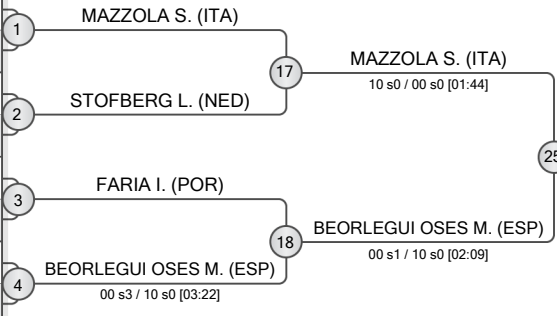 MAZZOLA S. (ITA)
1
17
MAZZOLA S. (ITA)
10 s0 / 00 s0 [01:44]
STOFBERG L. (NED)
2
25
FARIA I. (POR)
3
18
BEORLEGUI OSES M. (ESP)
00 s1 / 10 s0 [02:09]
BEORLEGUI OSES M. (ESP)
4
00 s3 / 10 s0 [03:22]